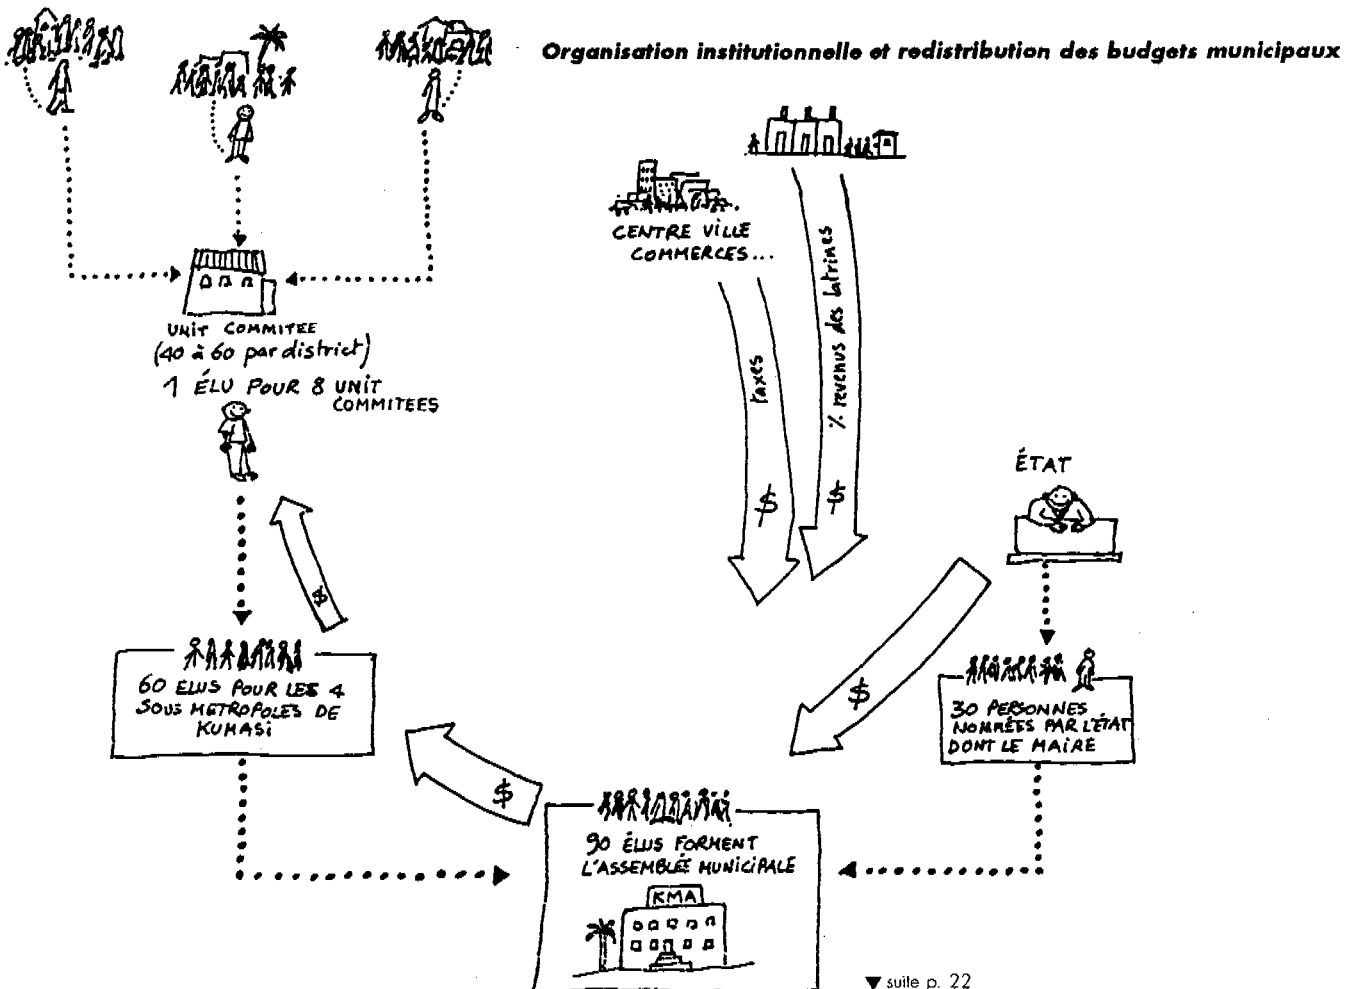 Organisation institutionnelle et redistribution des budgets municipaux
CENTRE VILLE
COMMERCES...
UNIT COMMITEE
(40 à 60 par district)
1 ÉLU POUR 8 UNIT
COMMITEES
taxes
$
% revenus des latrines
$
ÉTAT
$
$
60 ELUS POUR LES 4
SOUS METROPOLES DE
KUMASI
30 PERSONNES
NOMMÉES PAR L'ÉTAT
DONT LE MAIRE
$
90 ÉLUS FORMENT
L'ASSEMBLÉE MUNICIPALE
KMA
▼ suite p. 22